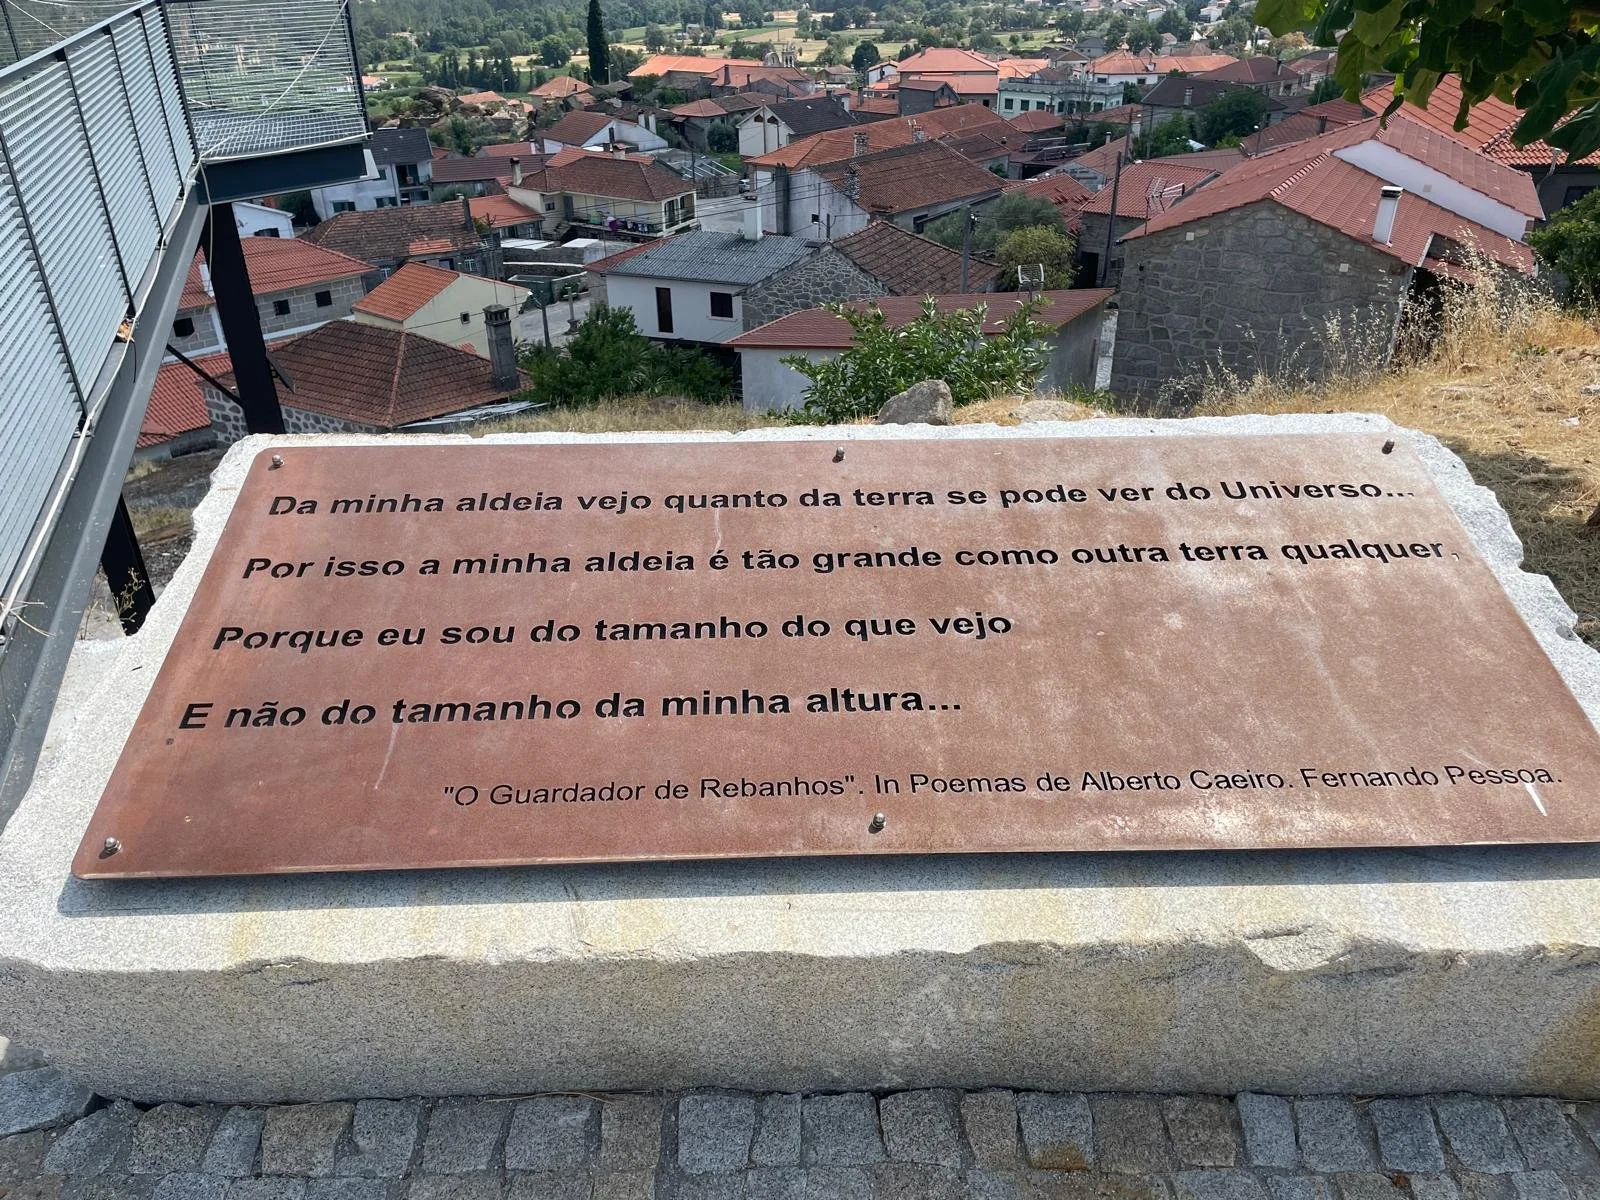 Da minha aldeia vejo quanto da terra se pode ver do Universo...
Por isso a minha aldeia é tão grande como outra terra qualquer,
Porque eu sou do tamanho do que vejo
E não do tamanho da minha altura...
"O Guardador de Rebanhos". In Poemas de Alberto Caeiro. Fernando Pessoa.